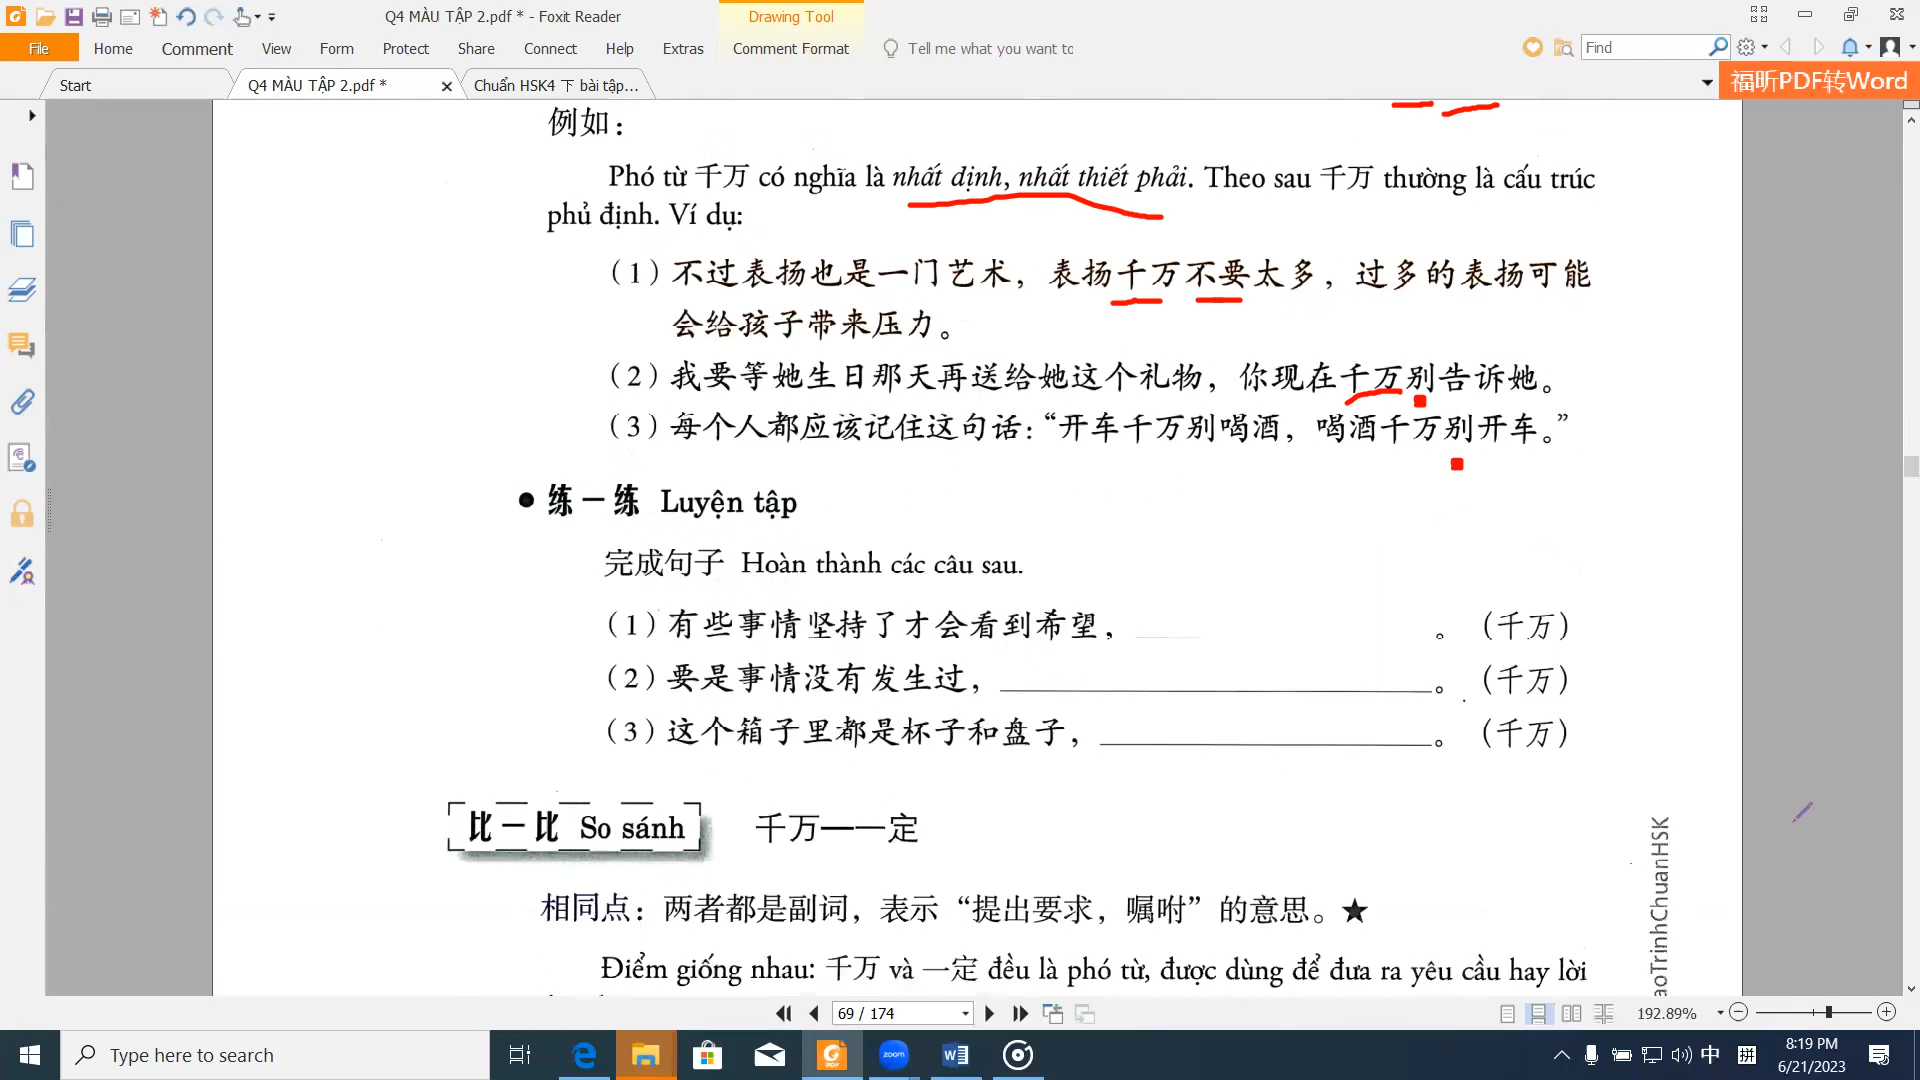 Q4 MÀU TẬP 2.pdf * - Foxit Reader
Drawing Tool
File Home Comment View Form Protect Share Connect Help Extras Comment Format Tell me what you want to Find
Start Q4 MÀU TẬP 2.pdf * Chuẩn HSK4 下 bài tập... 福昕PDF转Word
例如：
Phó từ 千万 có nghĩa là nhất định, nhất thiết phải. Theo sau 千万 thường là cấu trúc
phủ định. Ví dụ:
（1）不过表扬也是一门艺术，表扬千万不要太多，过多的表扬可能
会给孩子带来压力。
（2）我要等她生日那天再送给她这个礼物，你现在千万别告诉她。
（3）每个人都应该记住这句话：“开车千万别喝酒，喝酒千万别开车。”
● 练一练 Luyện tập
完成句子 Hoàn thành các câu sau.
（1）有些事情坚持了才会看到希望，____________。（千万）
（2）要是事情没有发生过，____________。（千万）
（3）这个箱子里都是杯子和盘子，____________。（千万）
比一比 So sánh 千万——一定
相同点：两者都是副词，表示“提出要求，嘱咐”的意思。★
Điểm giống nhau: 千万 và 一定 đều là phó từ, được dùng để đưa ra yêu cầu hay lời
aoTrinhChuanHSK
69 / 174
192.89%
Type here to search
zoom
中
拼
8:19 PM
6/21/2023